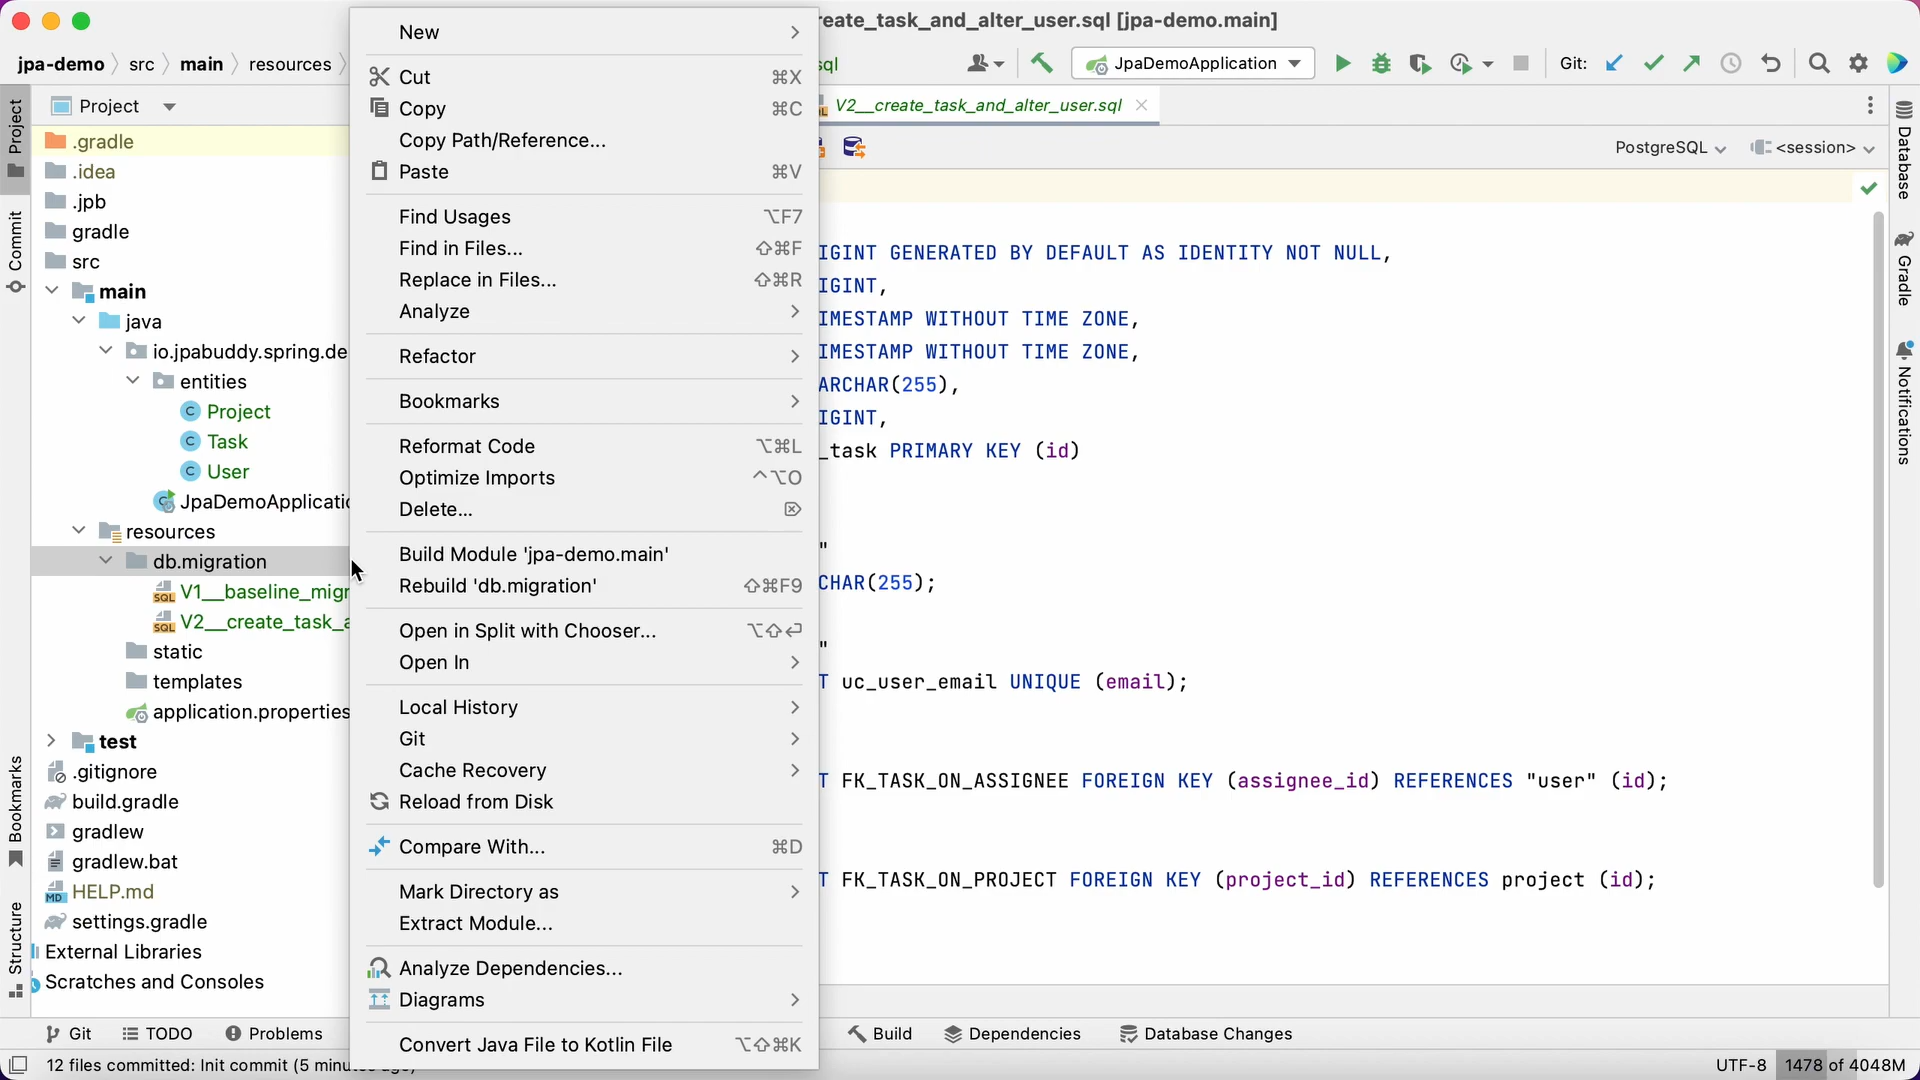 reate_task_and_alter_user.sql [jpa-demo.main]
jpa-demo src main resources
sql
JpaDemoApplication
Git:
Project
V2__create_task_and_alter_user.sql
PostgreSQL
<session>
Project
Commit
Bookmarks
Structure
.gradle
.idea
.jpb
gradle
src
main
java
io.jpabuddy.spring.de
entities
Project
Task
User
JpaDemoApplicatio
resources
db.migration
V1__baseline_migr
V2__create_task_a
static
templates
application.properties
test
.gitignore
build.gradle
gradlew
gradlew.bat
HELP.md
settings.gradle
External Libraries
Scratches and Consoles
New
Cut ⌘X
Copy ⌘C
Copy Path/Reference...
Paste ⌘V
Find Usages ⌥F7
Find in Files... ⇧⌘F
Replace in Files... ⇧⌘R
Analyze
Refactor
Bookmarks
Reformat Code ⌥⌘L
Optimize Imports ^⌥O
Delete... ⌦
Build Module 'jpa-demo.main'
Rebuild 'db.migration' ⇧⌘F9
Open in Split with Chooser... ⌥⇧⏎
Open In
Local History
Git
Cache Recovery
Reload from Disk
Compare With... ⌘D
Mark Directory as
Extract Module...
Analyze Dependencies...
Diagrams
Convert Java File to Kotlin File ⌥⇧⌘K
IGINT GENERATED BY DEFAULT AS IDENTITY NOT NULL,
IGINT,
IMESTAMP WITHOUT TIME ZONE,
IMESTAMP WITHOUT TIME ZONE,
ARCHAR(255),
IGINT,
_task PRIMARY KEY (id)
"
CHAR(255);
"
T uc_user_email UNIQUE (email);
T FK_TASK_ON_ASSIGNEE FOREIGN KEY (assignee_id) REFERENCES "user" (id);
T FK_TASK_ON_PROJECT FOREIGN KEY (project_id) REFERENCES project (id);
Database
Gradle
Notifications
Git
TODO
Problems
Build
Dependencies
Database Changes
12 files committed: Init commit (5 minutes ago)
UTF-8
1478 of 4048M